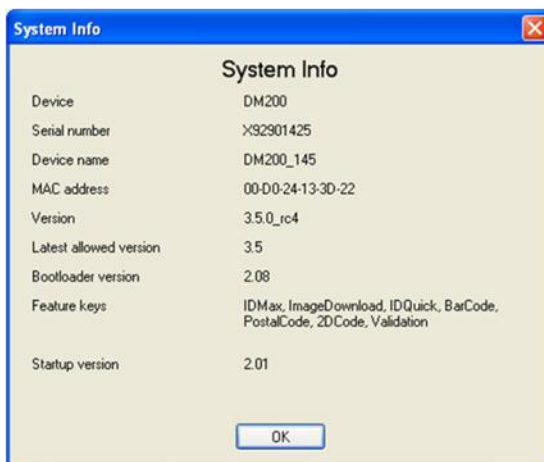 System Info
System Info
Device DM200
Serial number X92901425
Device name DM200_145
MAC address 00-D0-24-13-3D-22
Version 3.5.0_rc4
Latest allowed version 3.5
Bootloader version 2.08
Feature keys IDMax, ImageDownload, IDQuick, BarCode,
PostalCode, 2DCode, Validation
Startup version 2.01
OK